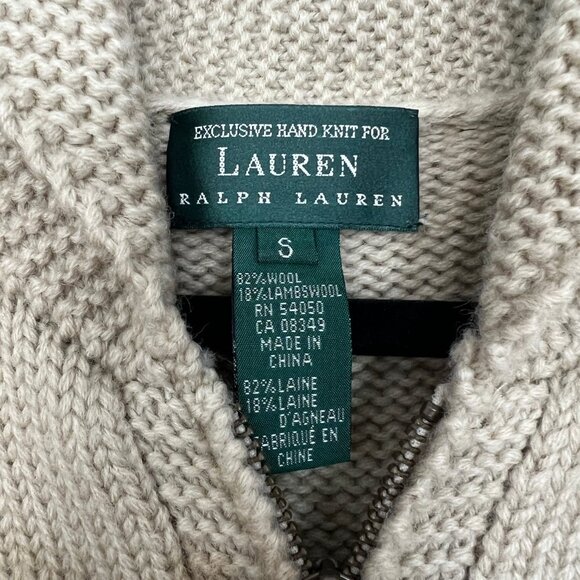 EXCLUSIVE HAND KNIT FOR
LAUREN
RALPH LAUREN
S
82% WOOL
18% LAMBSWOOL
RN 54050
CA 08349
MADE IN
CHINA
82% LAINE
18% LAINE
D'AGNEAU
FABRIQUÉ EN
CHINE